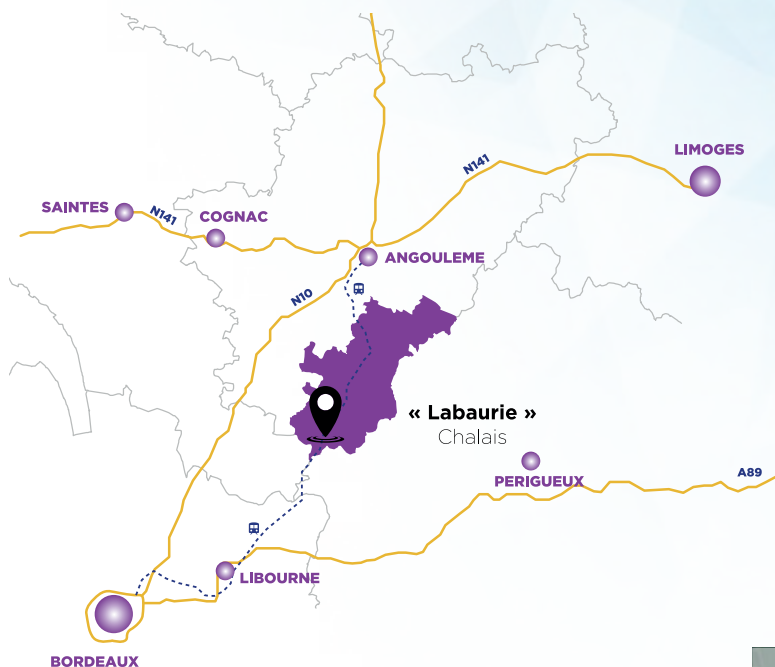 LIMOGES
N141
SAINTES
N141
COGNAC
ANGOULEME
N10
« Labaurie »
Chalais
PERIGUEUX
A89
LIBOURNE
BORDEAUX